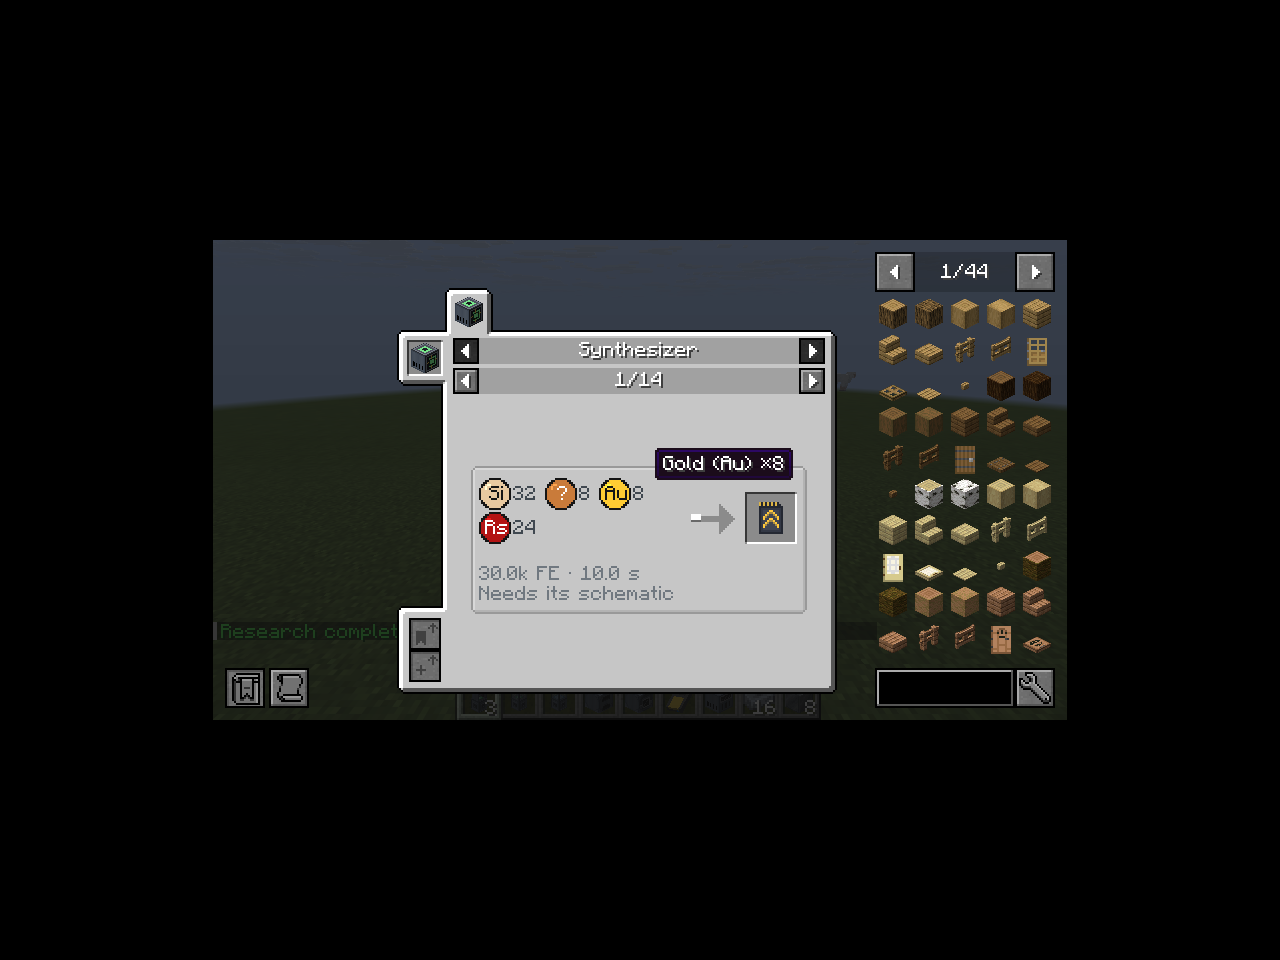 1/44
Synthesizer
1/14
Gold (Au) x8
Si 32 ? 8 Au 8
Rs 24
30.0k FE · 10.0 s
Needs its schematic
Research complet
3 16 8